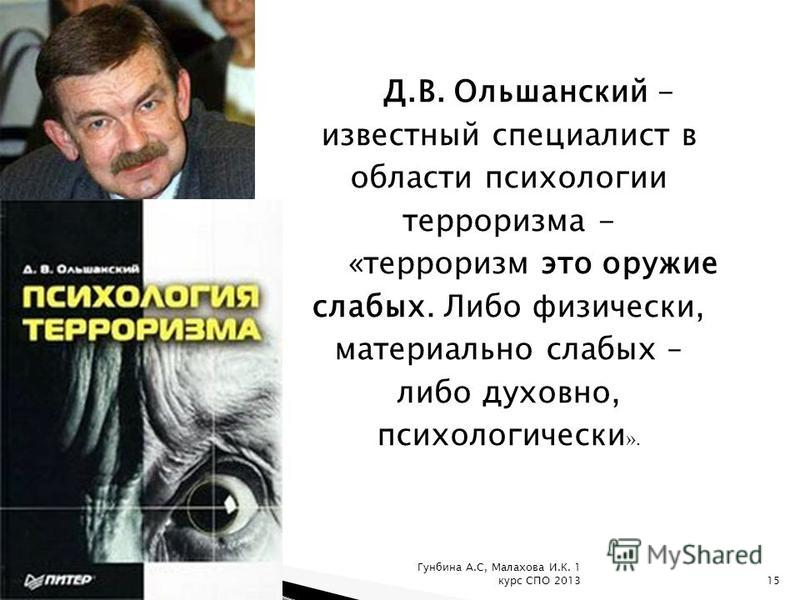 Д.В. Ольшанский –
известный специалист в
области психологии
терроризма –
«терроризм это оружие
слабых. Либо физически,
материально слабых –
либо духовно,
психологически».
Д. В. Ольшанский
ПСИХОЛОГИЯ
ТЕРРОРИЗМА
ПИТЕР
Гунбина А.С, Малахова И.К. 1
курс СПО 2013
15
MyShared